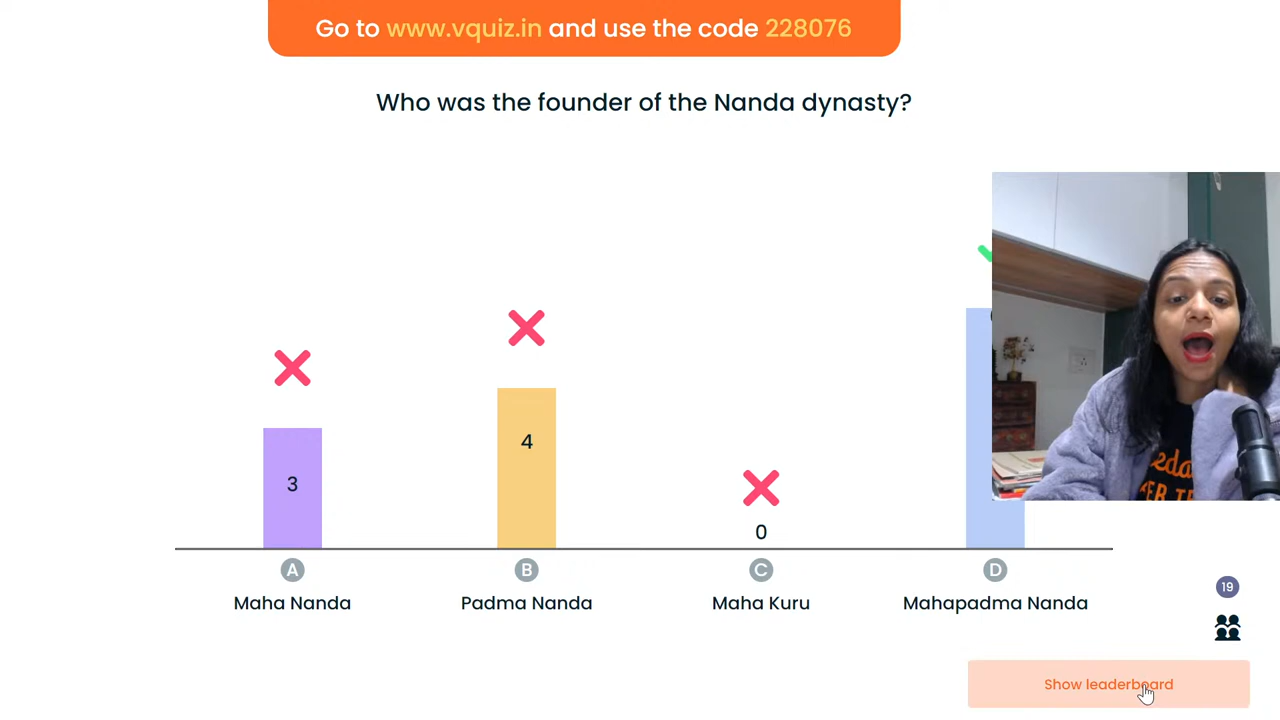 Go to www.vquiz.in and use the code 228076
Who was the founder of the Nanda dynasty?
3
4
0
A
B
C
D
Maha Nanda
Padma Nanda
Maha Kuru
Mahapadma Nanda
19
Show leaderboard